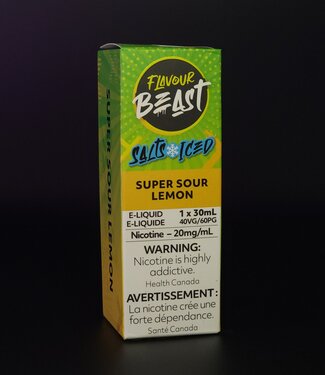 FLAVOUR
BEAST
SALTS ICED
SUPER SOUR
LEMON
E-LIQUID 1 x 30mL
E-LIQUIDE 40VG/60PG
Nicotine – 20mg/mL
WARNING:
Nicotine is highly
addictive.
Health Canada
AVERTISSEMENT :
La nicotine crée une
forte dépendance.
Santé Canada
SUPER SOUR LEMON